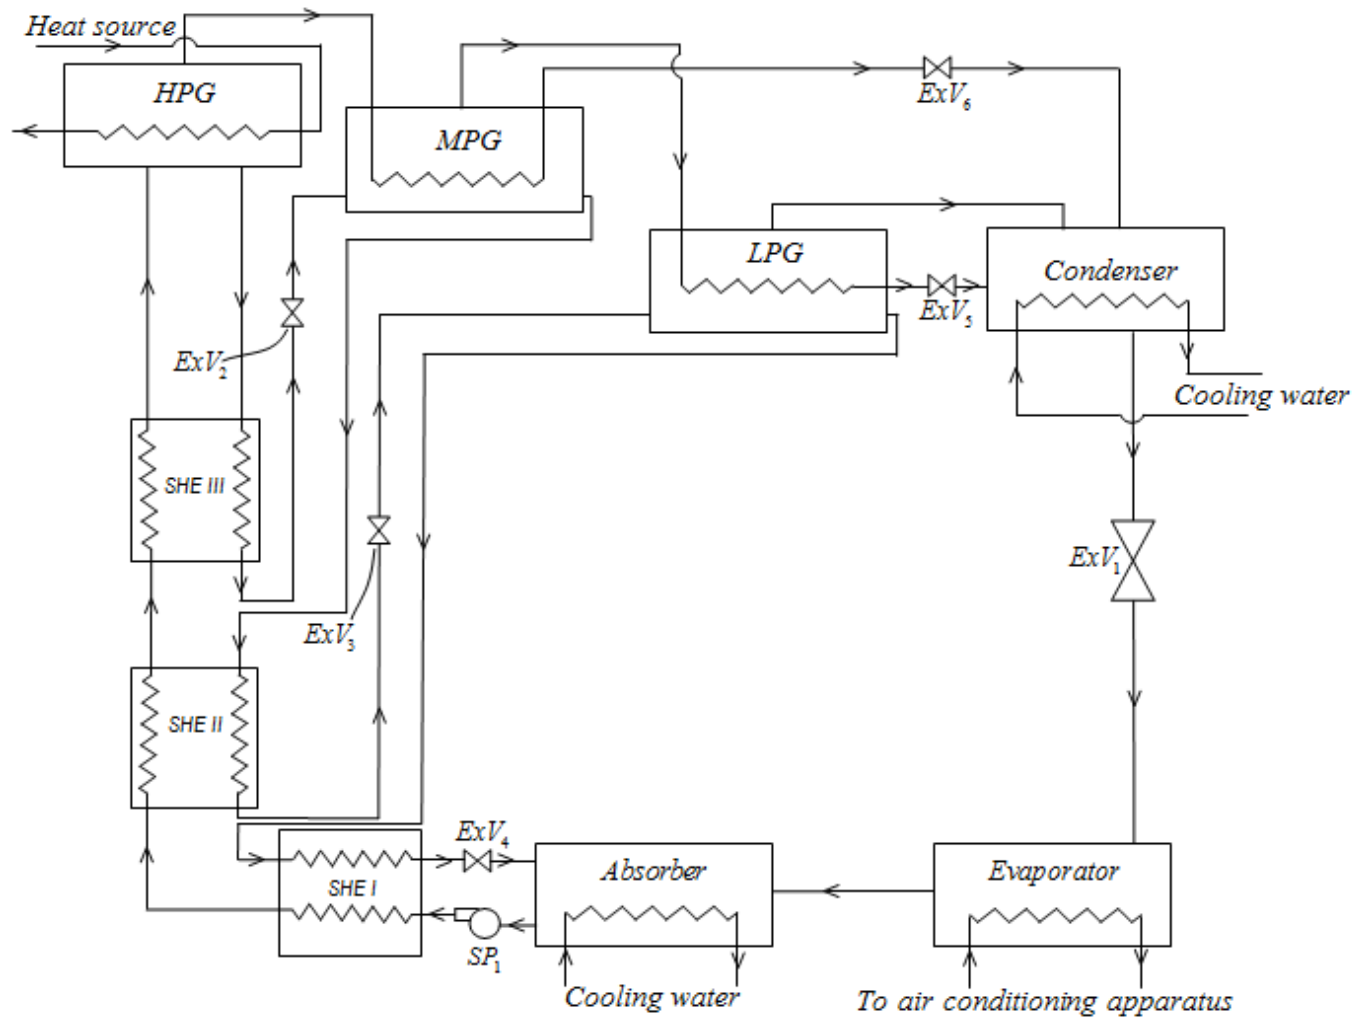 Heat source
HPG
MPG
ExV6
LPG
Condenser
ExV5
ExV2
Cooling water
SHE III
ExV1
ExV3
SHE II
ExV4
Absorber
Evaporator
SHE I
SP1
Cooling water
To air conditioning apparatus